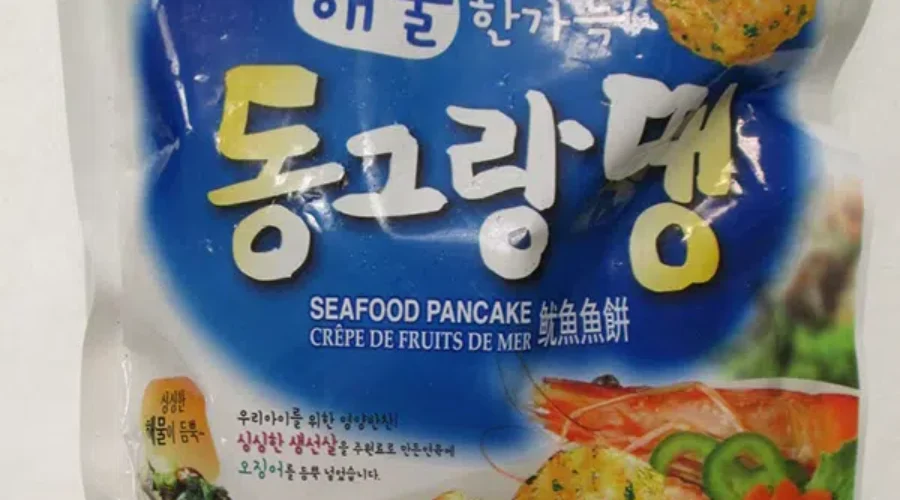 해물 한가득
동그랑땡
SEAFOOD PANCAKE 魷魚魚餅
CRÊPE DE FRUITS DE MER
싱싱한
해물이 듬뿍~
우리아이를 위한 영양반찬!
싱싱한 생선살을 주원료로 만든반죽에
오징어를 듬뿍 넣었습니다.